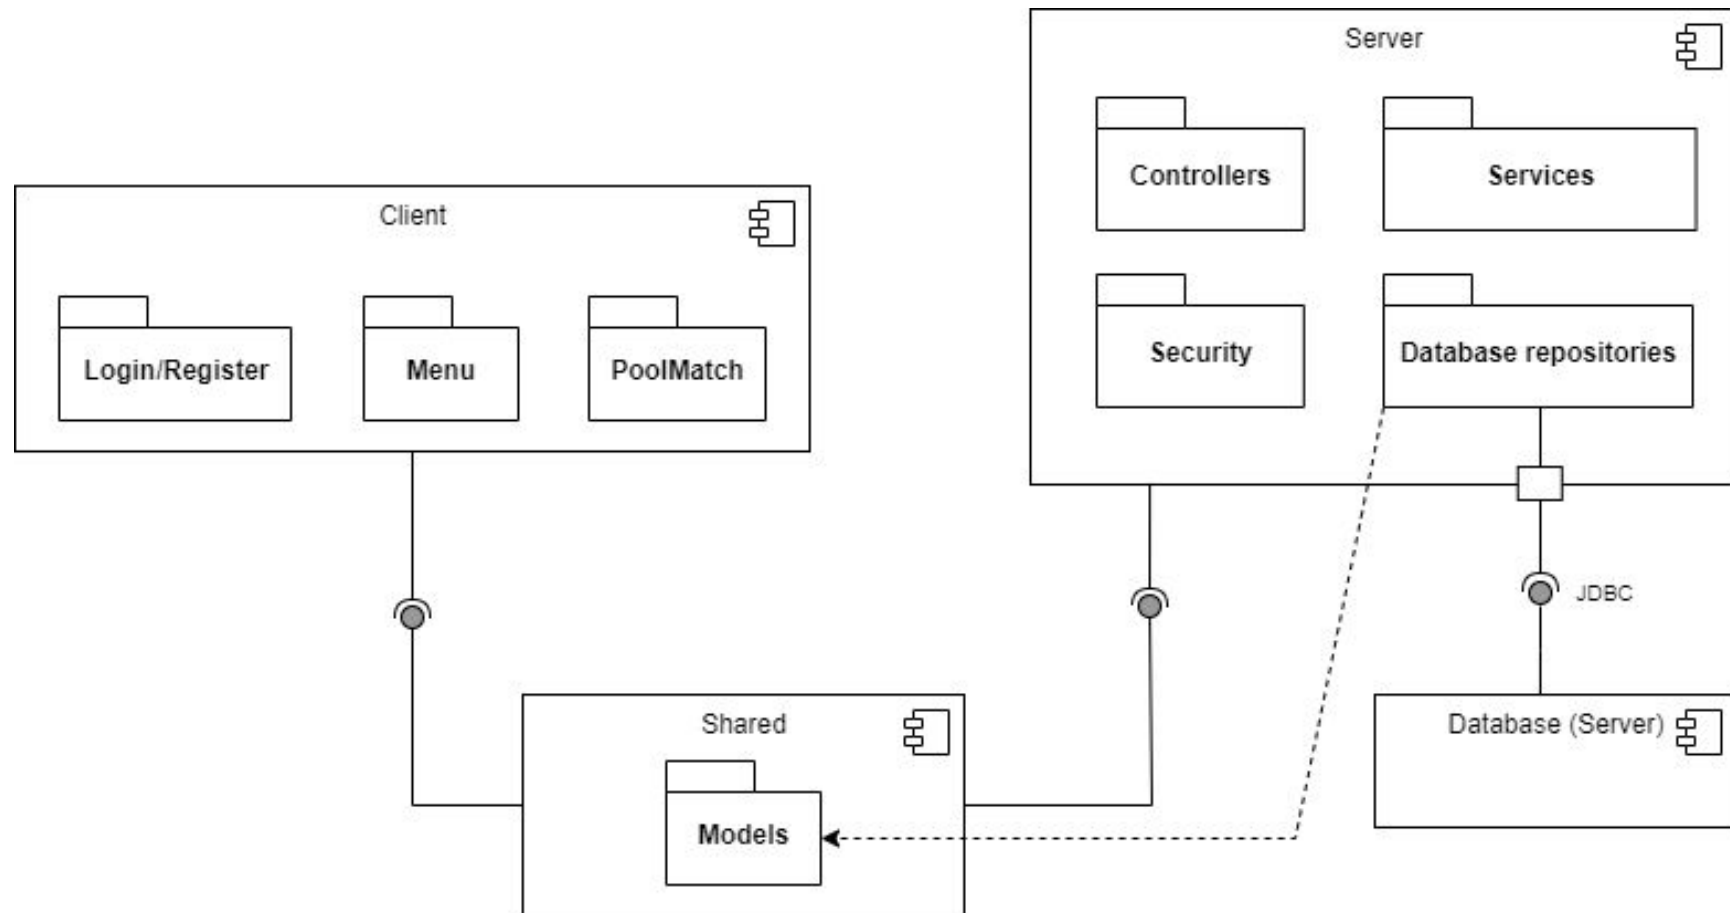 Server
Controllers
Services
Client
Security
Database repositories
Login/Register
Menu
PoolMatch
JDBC
Shared
Database (Server)
Models